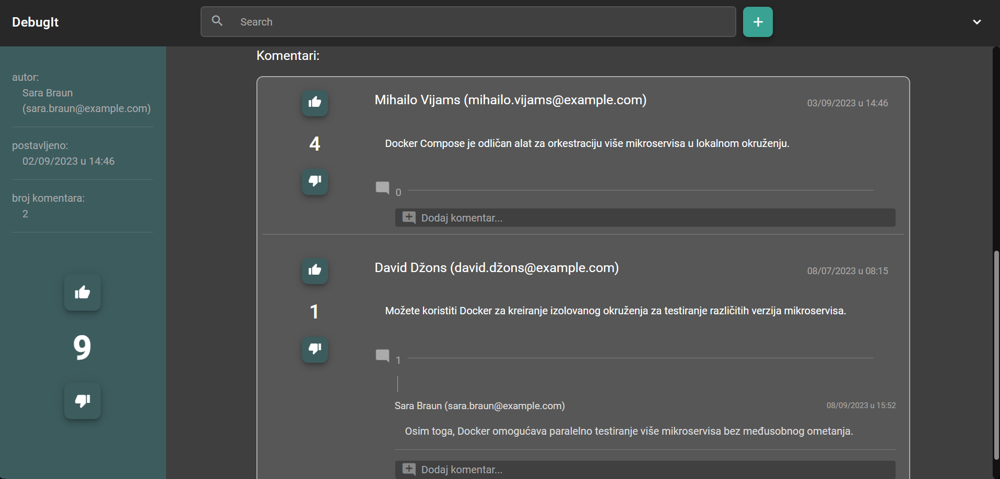 DebugIt
Search
autor:
Sara Braun
(sara.braun@example.com)
postavljeno:
02/09/2023 u 14:46
broj komentara:
2
9
Komentari:
Mihailo Vijams (mihailo.vijams@example.com)
03/09/2023 u 14:46
4
Docker Compose je odličan alat za orkestraciju više mikroservisa u lokalnom okruženju.
0
Dodaj komentar...
David Džons (david.džons@example.com)
08/07/2023 u 08:15
1
Možete koristiti Docker za kreiranje izolovanog okruženja za testiranje različitih verzija mikroservisa.
1
Sara Braun (sara.braun@example.com)
08/09/2023 u 15:52
Osim toga, Docker omogućava paralelno testiranje više mikroservisa bez međusobnog ometanja.
Dodaj komentar...